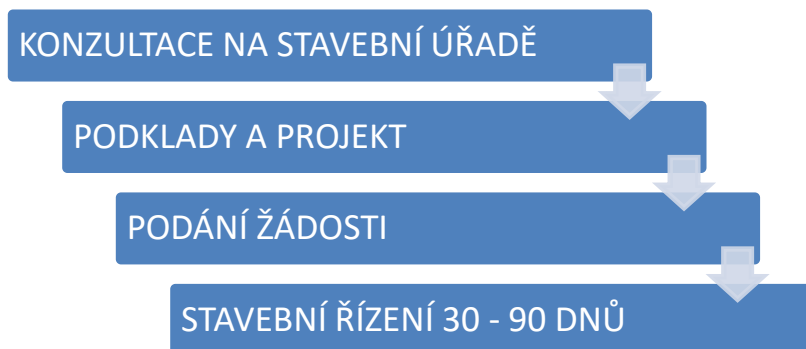 KONZULTACE NA STAVEBNÍ ÚŘADĚ
PODKLADY A PROJEKT
PODÁNÍ ŽÁDOSTI
STAVEBNÍ ŘÍZENÍ 30 - 90 DNŮ